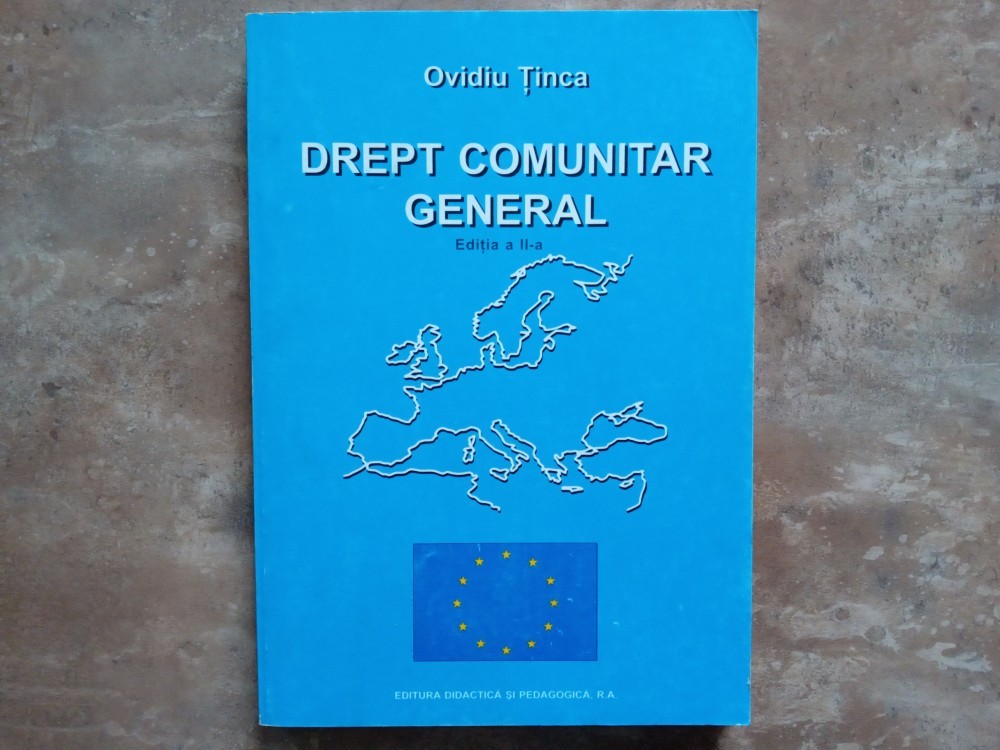 Ovidiu Ținca
DREPT COMUNITAR
GENERAL
Ediția a II-a
EDITURA DIDACTICĂ ȘI PEDAGOGICĂ, R.A.